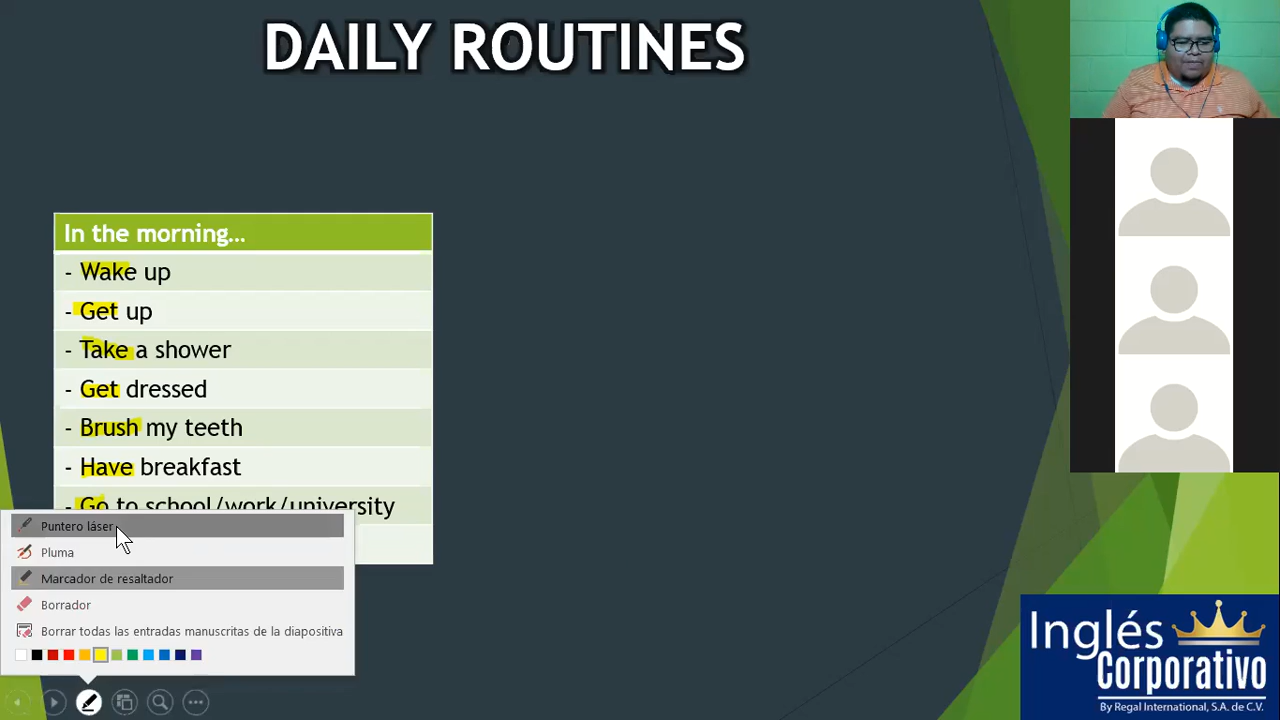 DAILY ROUTINES
In the morning...
- Wake up
- Get up
- Take a shower
- Get dressed
- Brush my teeth
- Have breakfast
- Go to school/work/university
Puntero láser
Pluma
Marcador de resaltador
Borrador
Borrar todas las entradas manuscritas de la diapositiva
Inglés
Corporativo
By Regal International, S.A. de C.V.